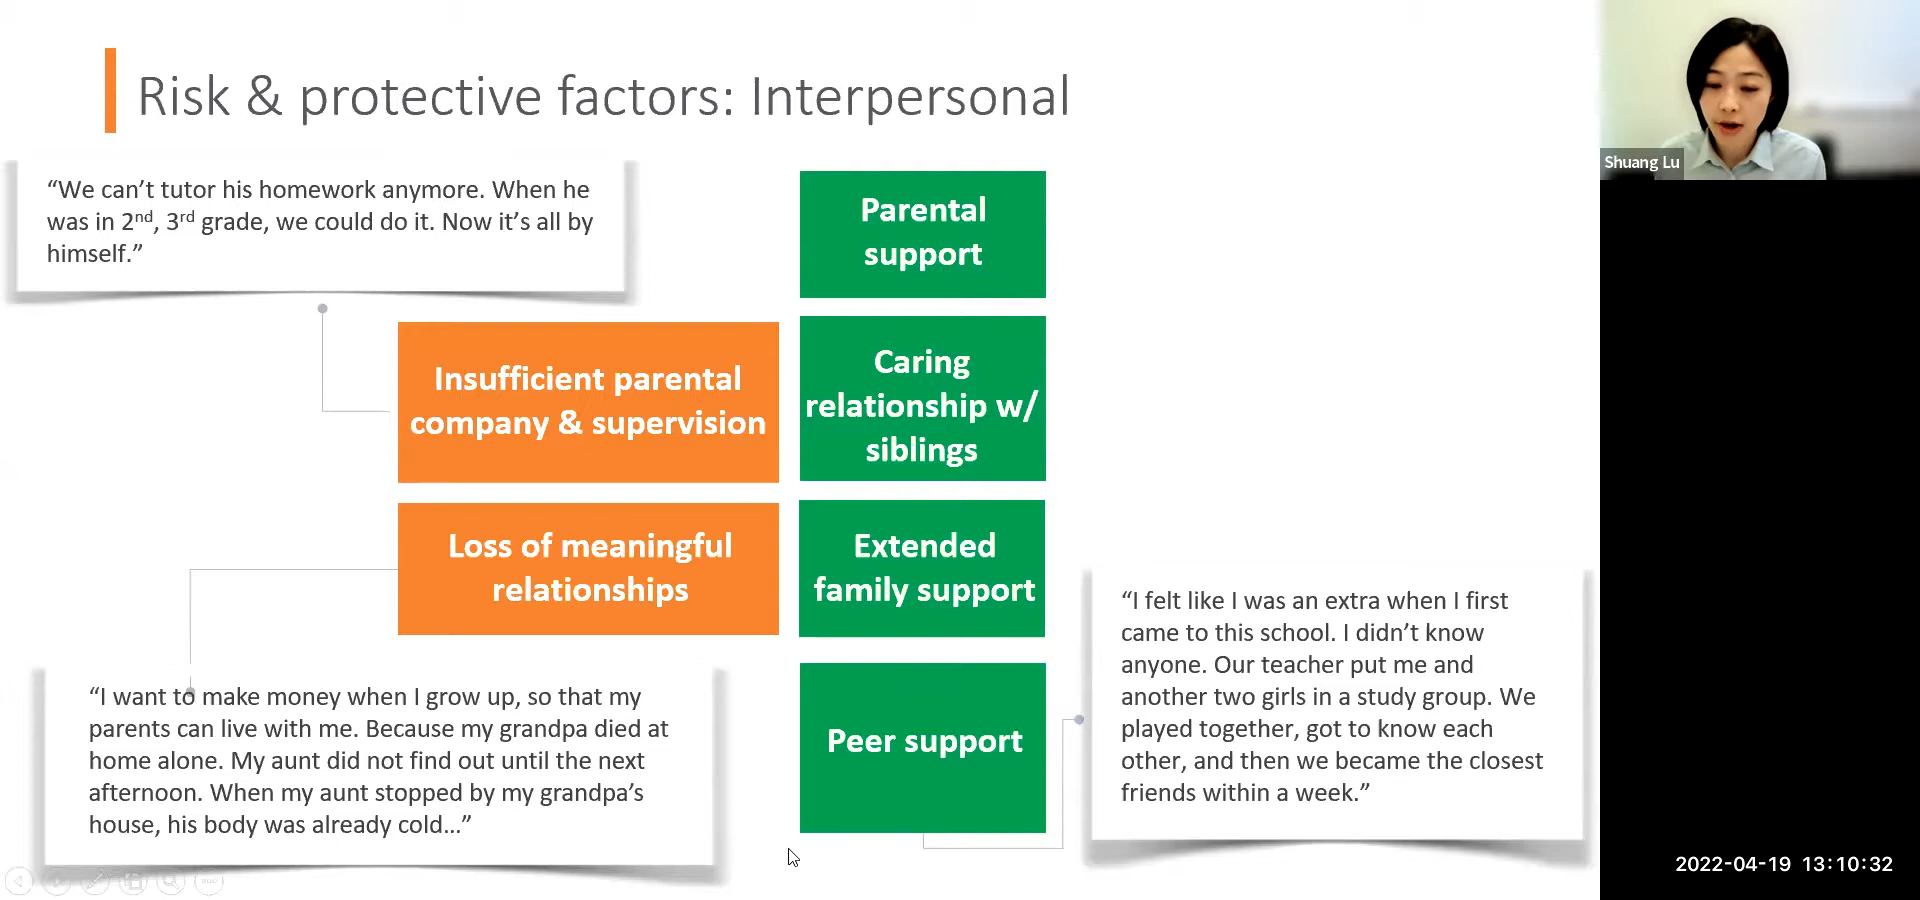 Risk & protective factors: Interpersonal
Shuang Lu
“We can’t tutor his homework anymore. When he
was in 2nd, 3rd grade, we could do it. Now it’s all by
himself.”
Parental
support
Insufficient parental
company & supervision
Caring
relationship w/
siblings
Loss of meaningful
relationships
Extended
family support
“I want to make money when I grow up, so that my
parents can live with me. Because my grandpa died at
home alone. My aunt did not find out until the next
afternoon. When my aunt stopped by my grandpa’s
house, his body was already cold…”
Peer support
“I felt like I was an extra when I first
came to this school. I didn’t know
anyone. Our teacher put me and
another two girls in a study group. We
played together, got to know each
other, and then we became the closest
friends within a week.”
2022-04-19 13:10:32